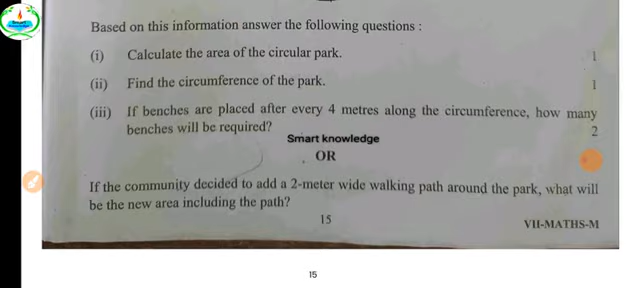 Smart
Based on this information answer the following questions :
(i) Calculate the area of the circular park. 1
(ii) Find the circumference of the park. 1
(iii) If benches are placed after every 4 metres along the circumference, how many
benches will be required? 2
Smart knowledge
OR
If the community decided to add a 2-meter wide walking path around the park, what will
be the new area including the path?
15
VII-MATHS-M
15